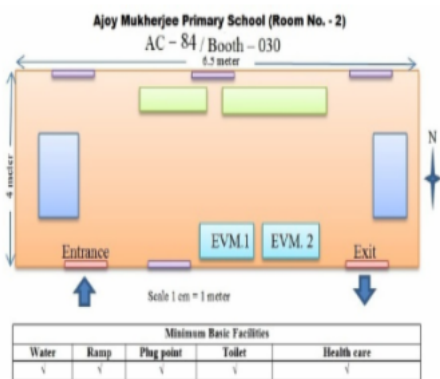 Ajoy Mukherjee Primary School (Room No. - 2)
AC – 84 / Booth – 030
6.5 meter
4 meter
N
EVM.1 EVM. 2
Entrance Exit
Scale 1 cm = 1 meter
Minimum Basic Facilities
Water Ramp Plug point Toilet Health care
√ √ √ √ √